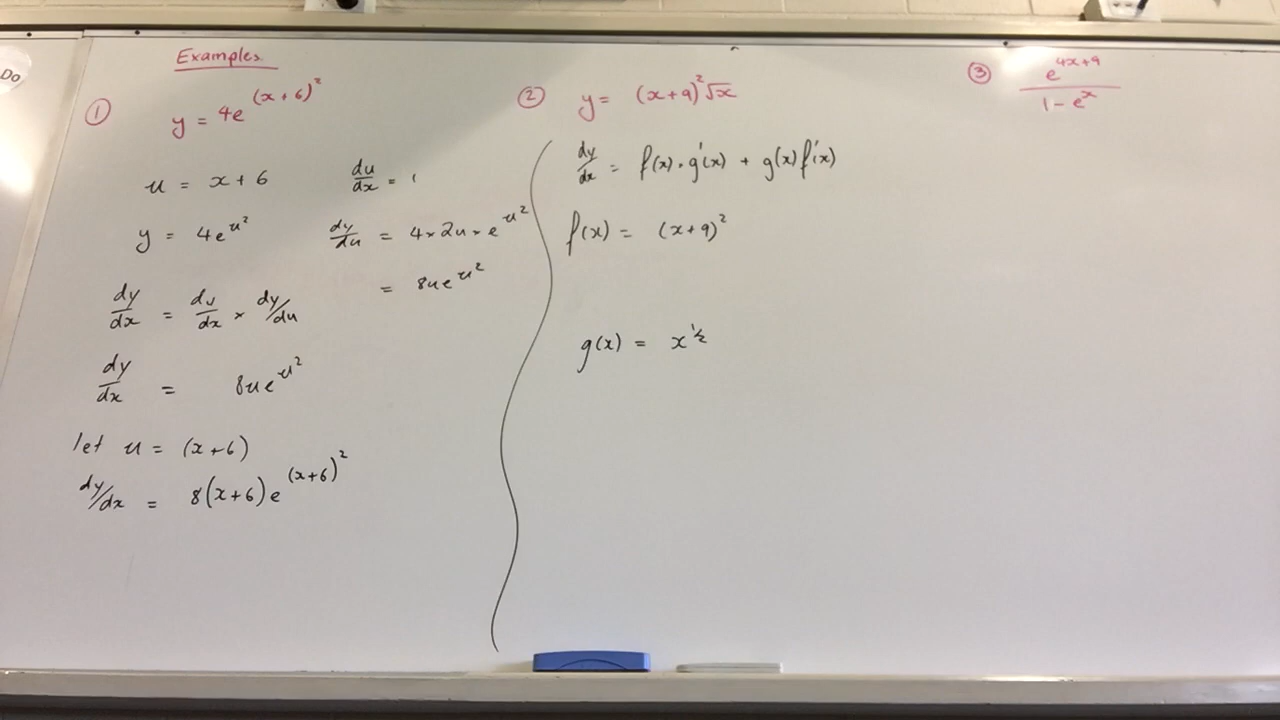 Do
Examples
① y = 4e^(x+6)²
u = x+6 du/dx = 1
y = 4e^u² dy/du = 4×2u×e^u²
= 8ue^u²
dy/dx = du/dx × dy/du
dy/dx = 8ue^u²
let u = (x+6)
dy/dx = 8(x+6)e^(x+6)²
② y = (x+9)²√x
dy/dx = f(x)·g'(x) + g(x)f'(x)
f(x) = (x+9)²
g(x) = x^½
③ e^4x+9 / 1-e^x